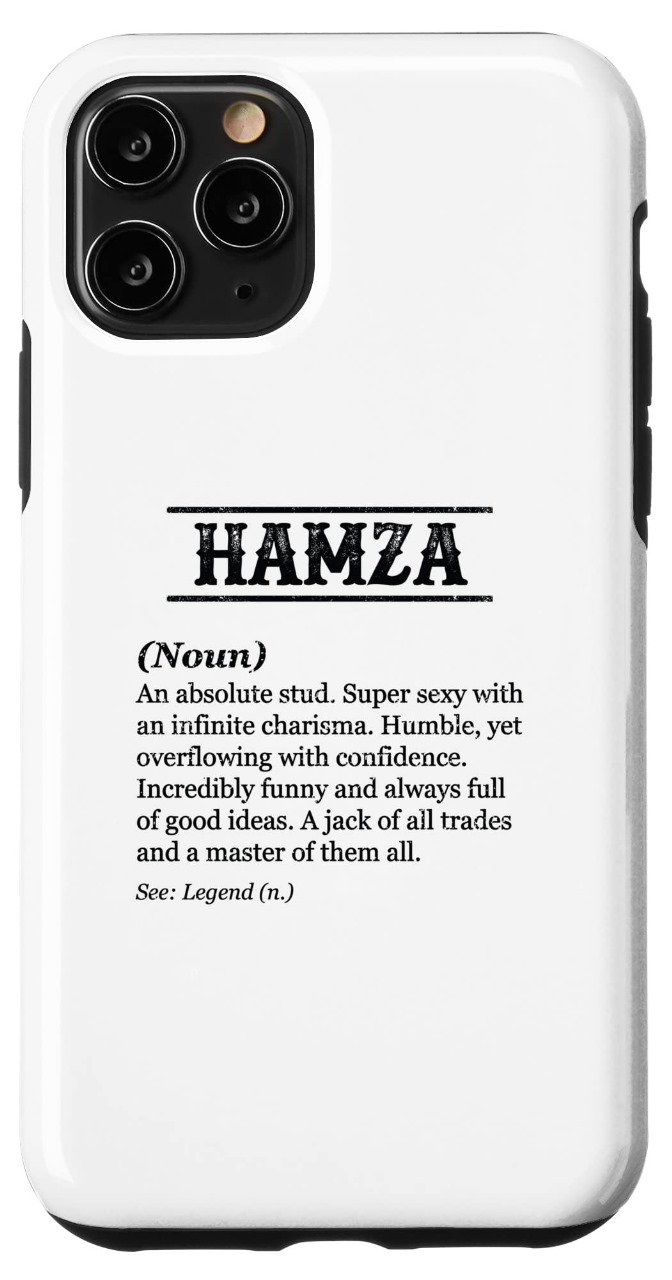 HAMZA
(Noun)
An absolute stud. Super sexy with
an infinite charisma. Humble, yet
overflowing with confidence.
Incredibly funny and always full
of good ideas. A jack of all trades
and a master of them all.
See: Legend (n.)